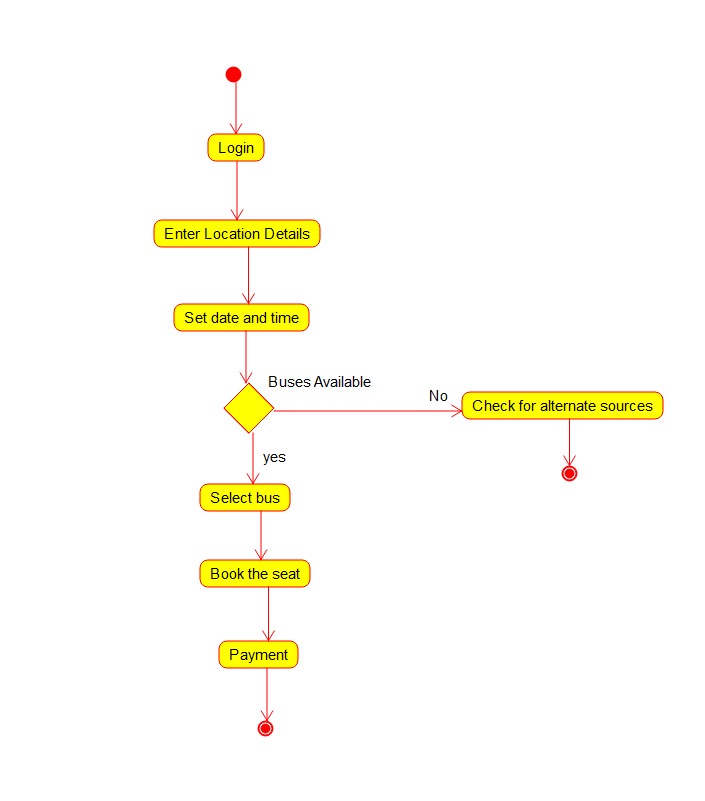 Login
Enter Location Details
Set date and time
Buses Available
No
Check for alternate sources
yes
Select bus
Book the seat
Payment